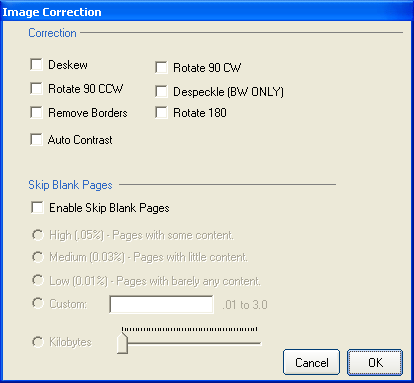 Image Correction
Correction
Deskew
Rotate 90 CW
Rotate 90 CCW
Despeckle (BW ONLY)
Remove Borders
Rotate 180
Auto Contrast
Skip Blank Pages
Enable Skip Blank Pages
High (.05%) - Pages with some content.
Medium (0.03%) - Pages with little content.
Low (0.01%) - Pages with barely any content.
Custom: .01 to 3.0
Kilobytes
Cancel OK